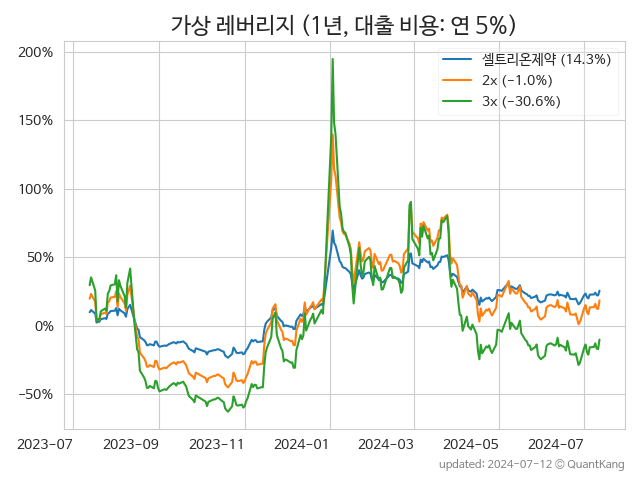 가상 레버리지 (1년, 대출 비용: 연 5%)
셀트리온제약 (14.3%)
2x (−1.0%)
3x (−30.6%)
200%
150%
100%
50%
0%
−50%
2023-07 2023-09 2023-11 2024-01 2024-03 2024-05 2024-07
updated: 2024-07-12 © QuantKang